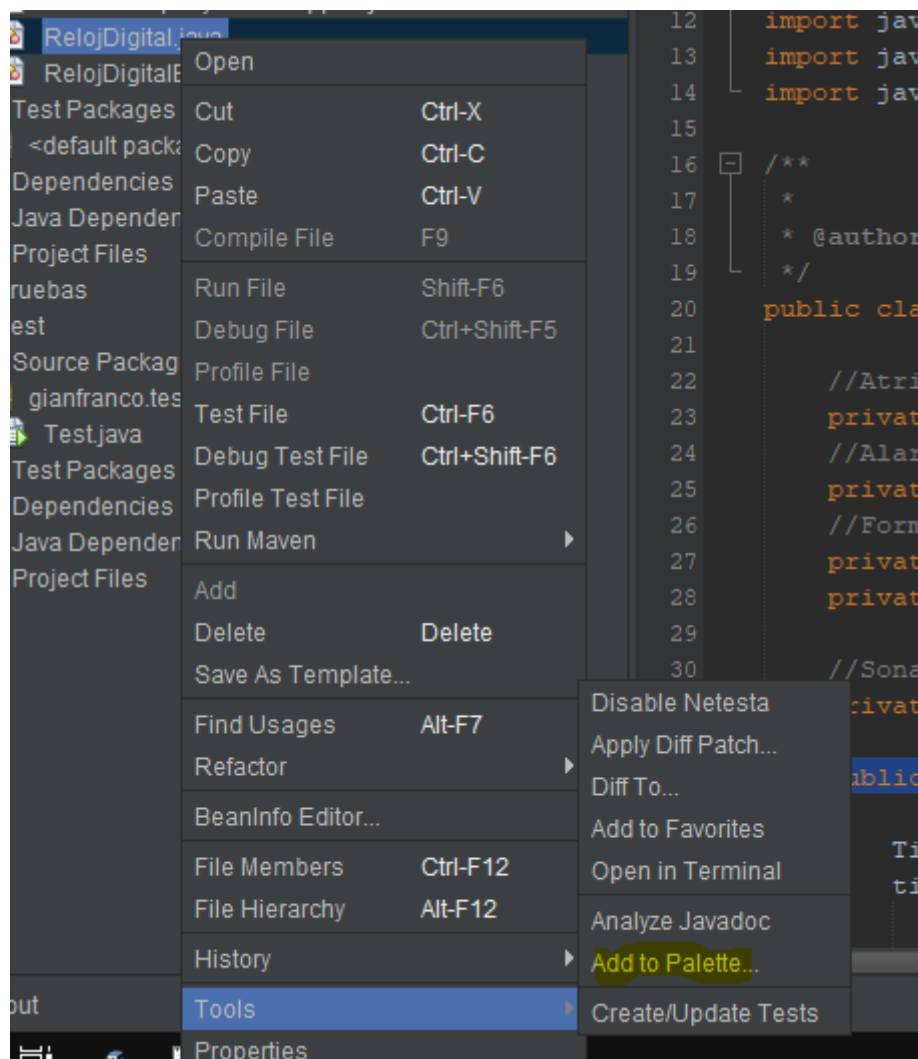 RelojDigital.java
RelojDigitalB
Test Packages
<default packa
Dependencies
Java Dependen
Project Files
ruebas
est
Source Packag
gianfranco.tes
Test.java
Test Packages
Dependencies
Java Dependen
Project Files
out
Open
Cut Ctrl-X
Copy Ctrl-C
Paste Ctrl-V
Compile File F9
Run File Shift-F6
Debug File Ctrl+Shift-F5
Profile File
Test File Ctrl-F6
Debug Test File Ctrl+Shift-F6
Profile Test File
Run Maven
Add
Delete Delete
Save As Template...
Find Usages Alt-F7
Refactor
BeanInfo Editor...
File Members Ctrl-F12
File Hierarchy Alt-F12
History
Tools
Properties
Disable Netesta
Apply Diff Patch...
Diff To...
Add to Favorites
Open in Terminal
Analyze Javadoc
Add to Palette...
Create/Update Tests
12 import jav
13 import jav
14 import jav
15
16 /**
17 *
18 * @author
19 */
20 public cla
21
22 //Atri
23 privat
24 //Alar
25 privat
26 //Form
27 privat
28 privat
29
30 //Sona
rivat
ublic
Ti
ti